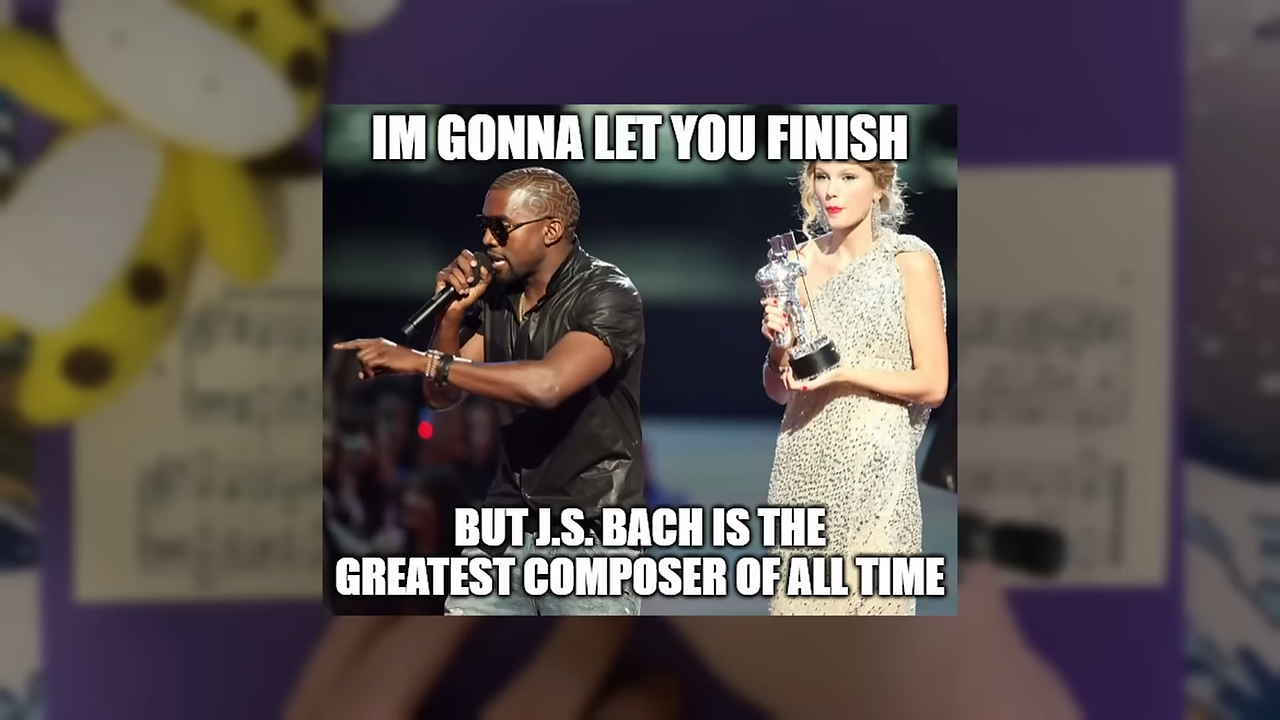 IM GONNA LET YOU FINISH
BUT J.S. BACH IS THE
GREATEST COMPOSER OF ALL TIME